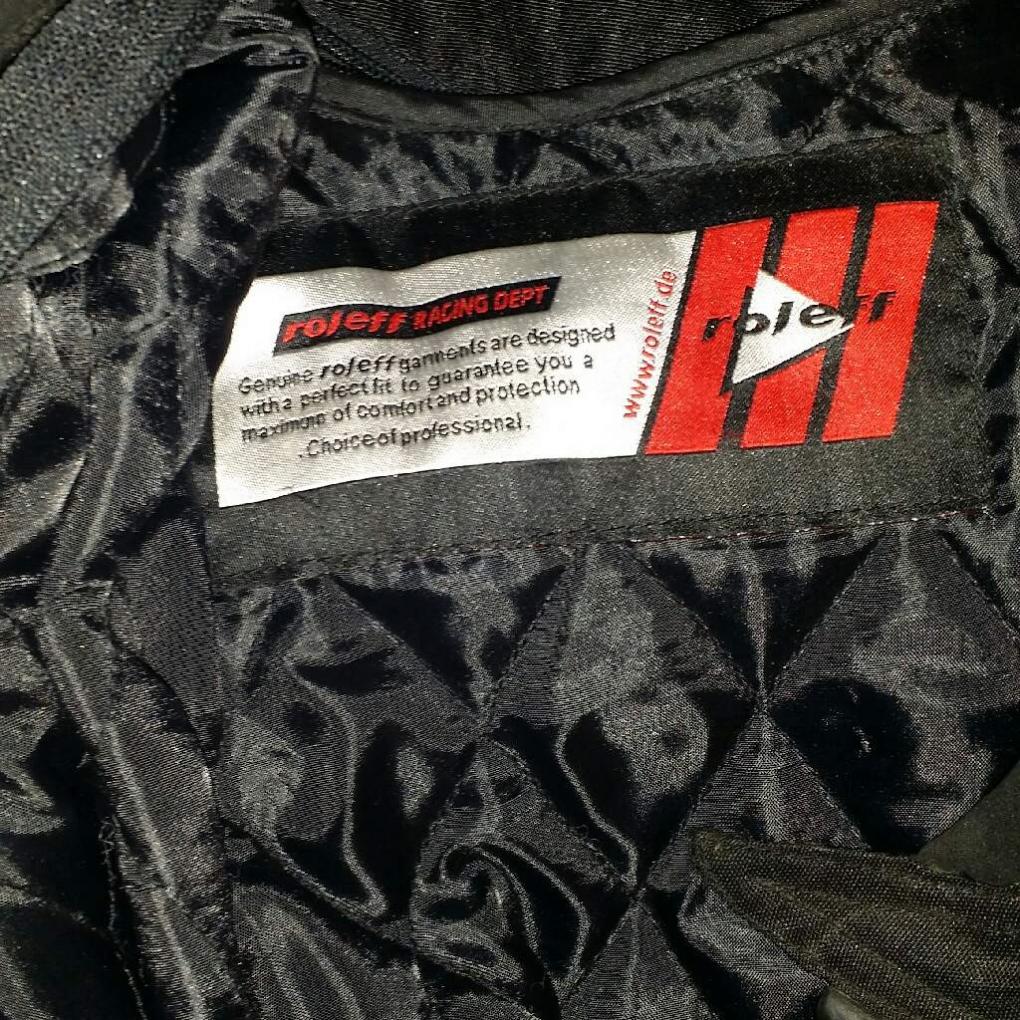 roleff RACING DEPT
Genuine roleff garments are designed
with a perfect fit to guarantee you a
maximum of comfort and protection
.Choice of professional.
www.roleff.de
roleff